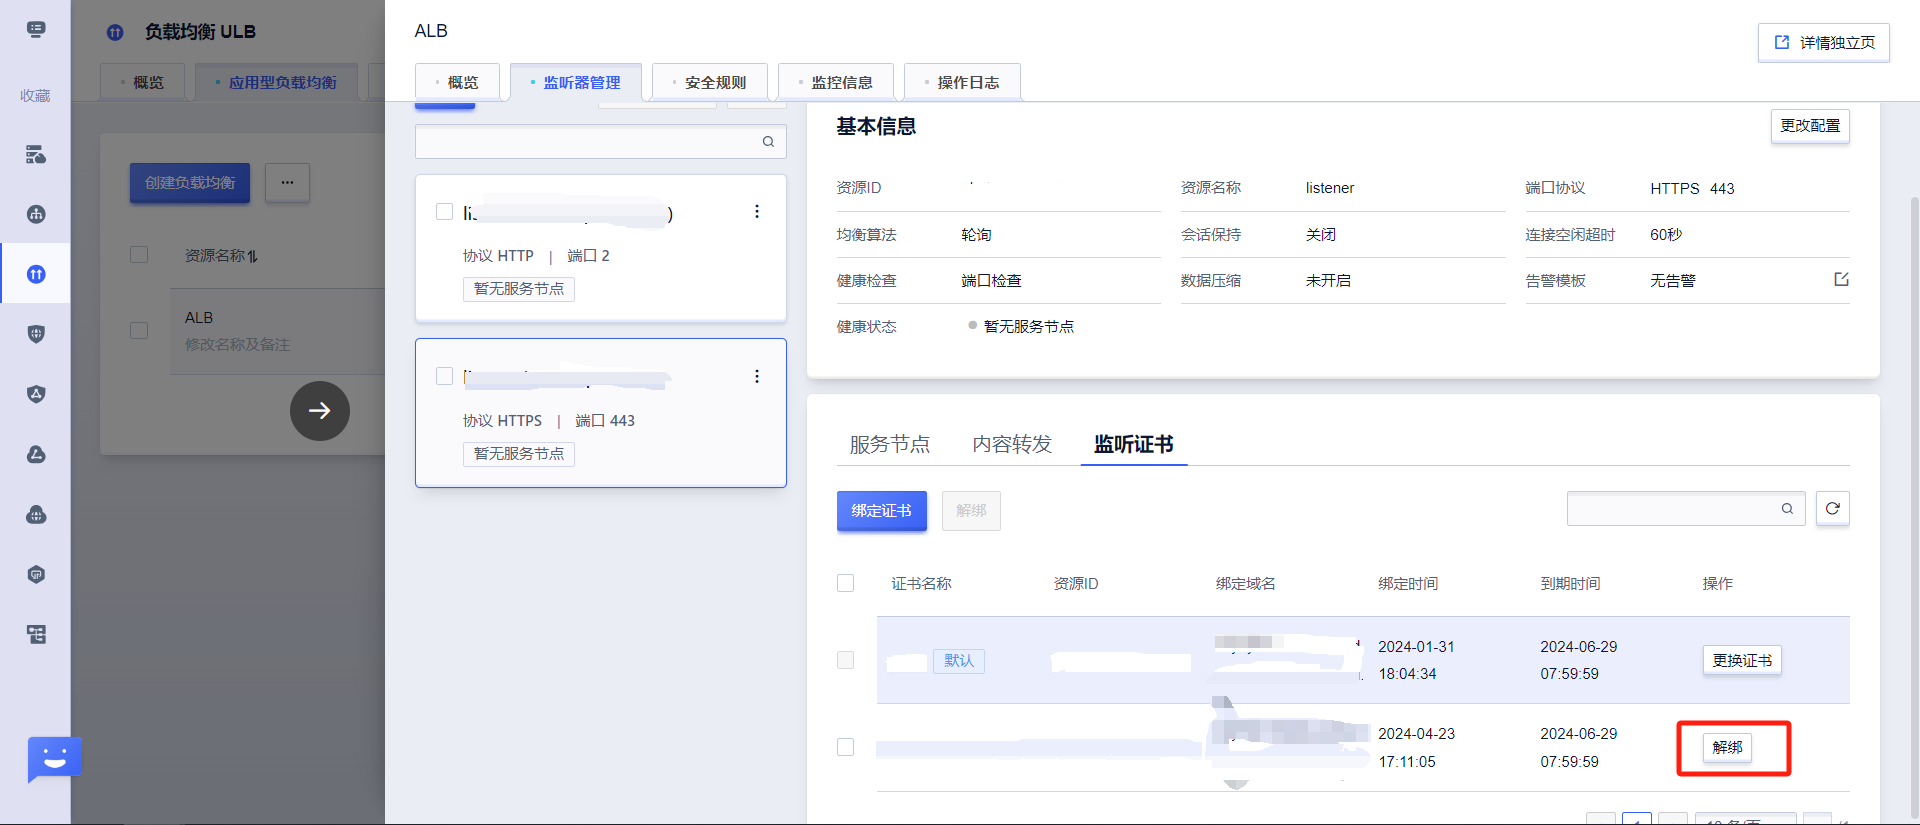 负载均衡 ULB
概览
应用型负载均衡
收藏
创建负载均衡
...
资源名称
ALB
修改名称及备注
ALB
详情独立页
概览
监听器管理
安全规则
监控信息
操作日志
协议 HTTP | 端口 2
暂无服务节点
协议 HTTPS | 端口 443
暂无服务节点
基本信息
更改配置
资源ID
资源名称 listener
端口协议 HTTPS 443
均衡算法 轮询
会话保持 关闭
连接空闲超时 60秒
健康检查 端口检查
数据压缩 未开启
告警模板 无告警
健康状态 暂无服务节点
服务节点 内容转发 监听证书
绑定证书 解绑
证书名称 资源ID 绑定域名 绑定时间 到期时间 操作
默认
2024-01-31
18:04:34
2024-06-29
07:59:59
更换证书
2024-04-23
17:11:05
2024-06-29
07:59:59
解绑